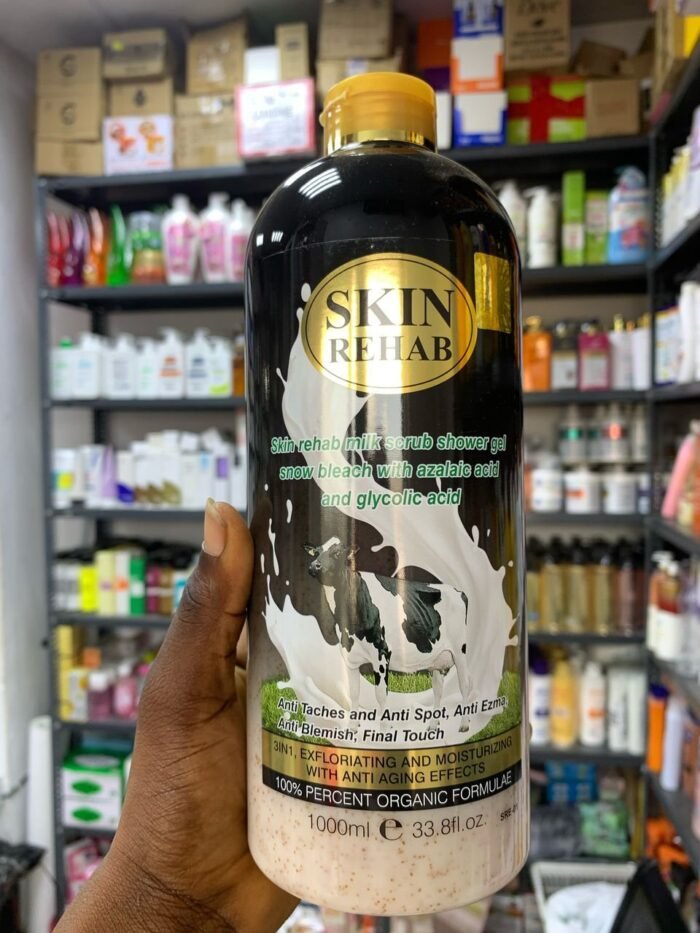 SKIN
REHAB
Skin rehab milk scrub shower gel
snow bleach with azalaic acid
and glycolic acid
Anti Taches and Anti Spot, Anti Ezma,
Anti Blemish, Final Touch
3IN1, EXFLORIATING AND MOISTURIZING
WITH ANTI AGING EFFECTS
100% PERCENT ORGANIC FORMULAE
1000ml e 33.8fl.oz.